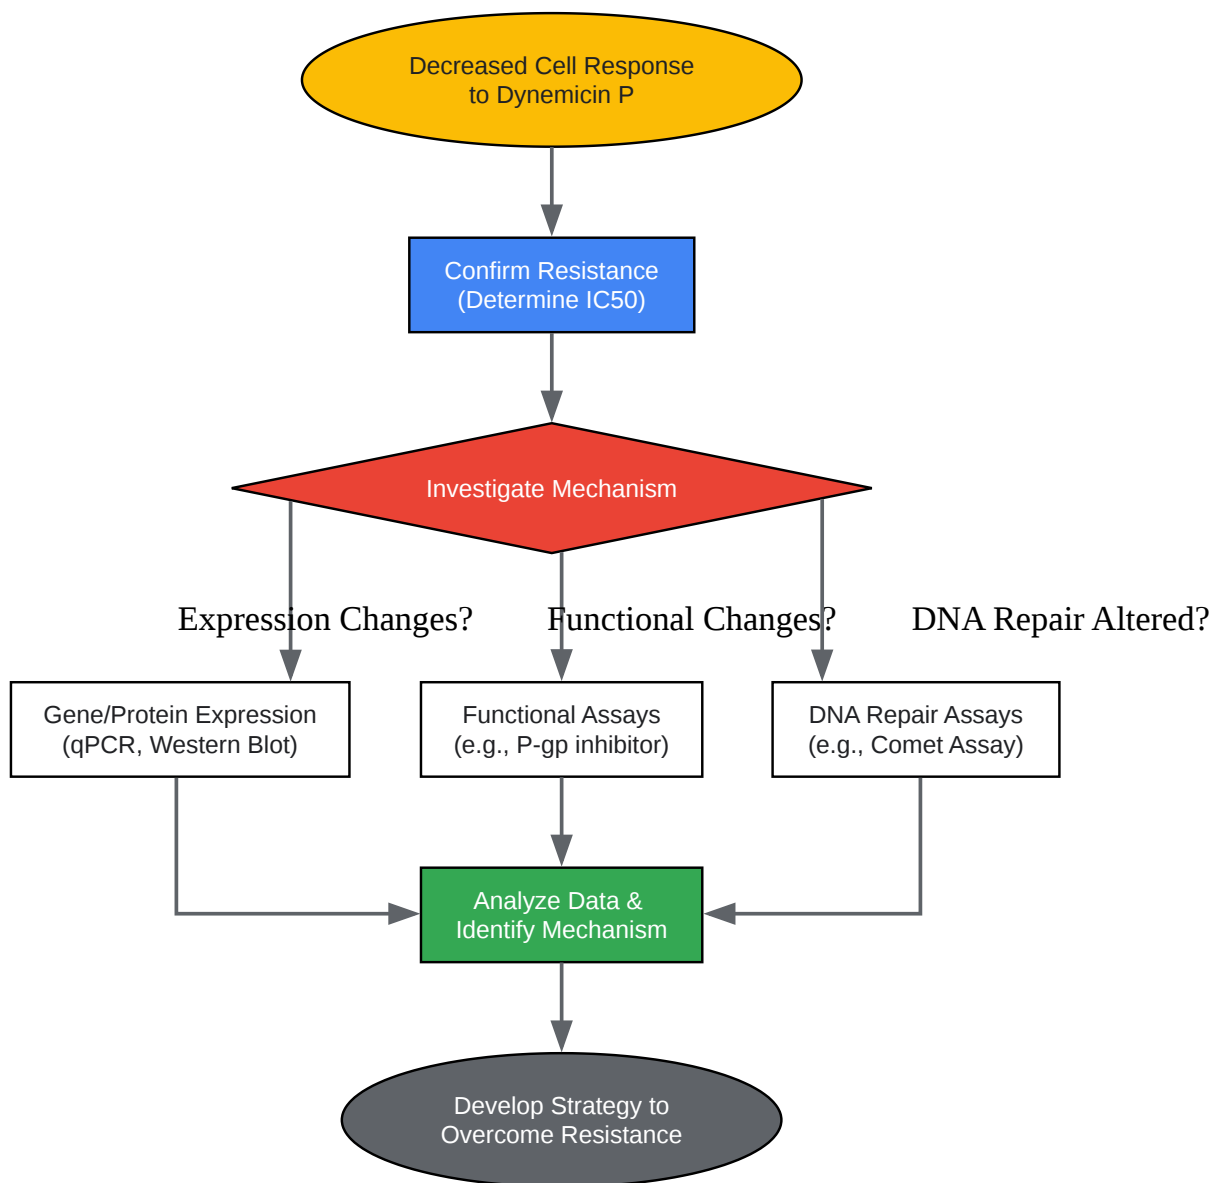 Decreased Cell Response
to Dynemicin P
Confirm Resistance
(Determine IC50)
Investigate Mechanism
Expression Changes?
Functional Changes?
DNA Repair Altered?
Gene/Protein Expression
(qPCR, Western Blot)
Functional Assays
(e.g., P-gp inhibitor)
DNA Repair Assays
(e.g., Comet Assay)
Analyze Data &
Identify Mechanism
Develop Strategy to
Overcome Resistance